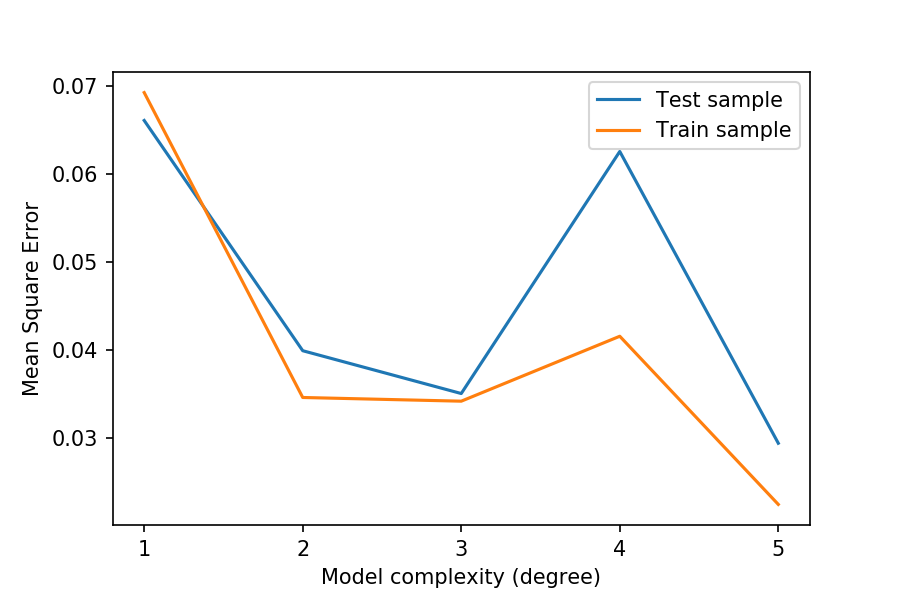 0.07
0.06
0.05
0.04
0.03
Mean Square Error
Test sample
Train sample
1 2 3 4 5
Model complexity (degree)